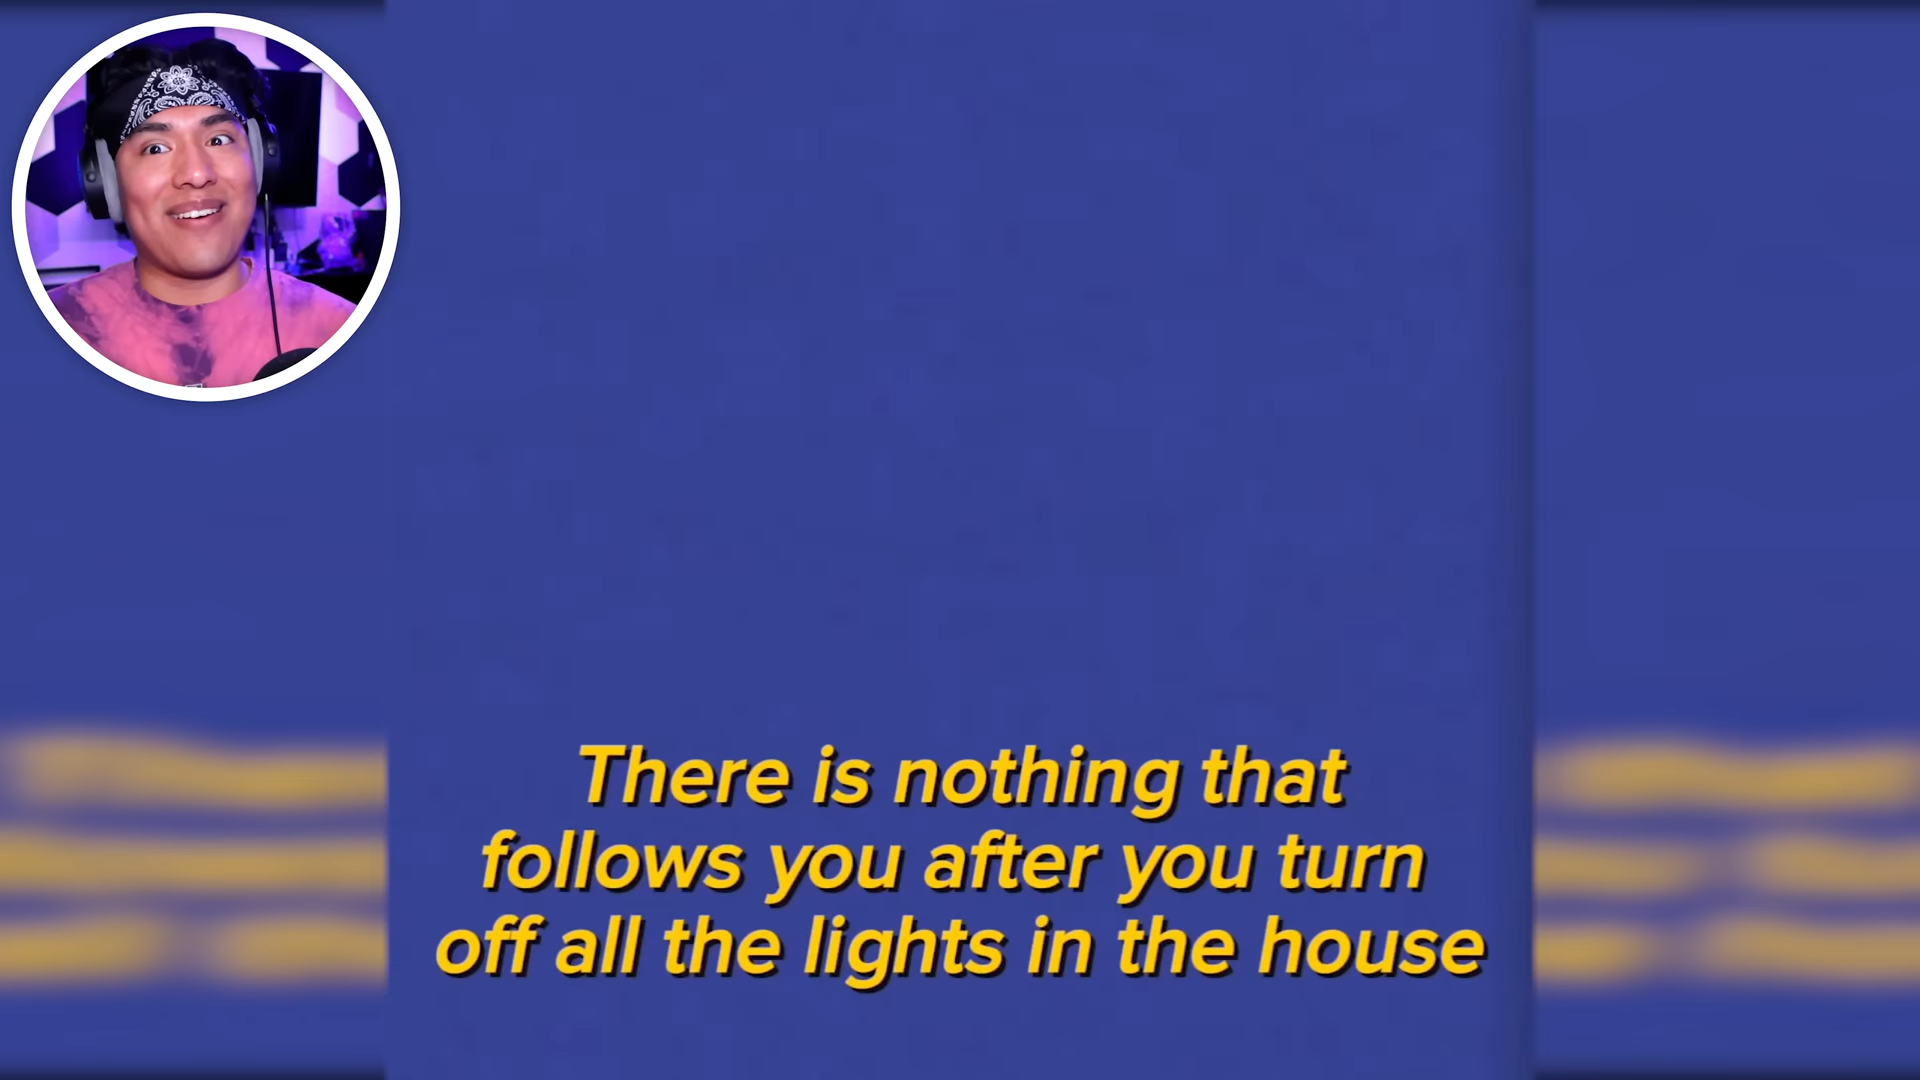 There is nothing that
follows you after you turn
off all the lights in the house